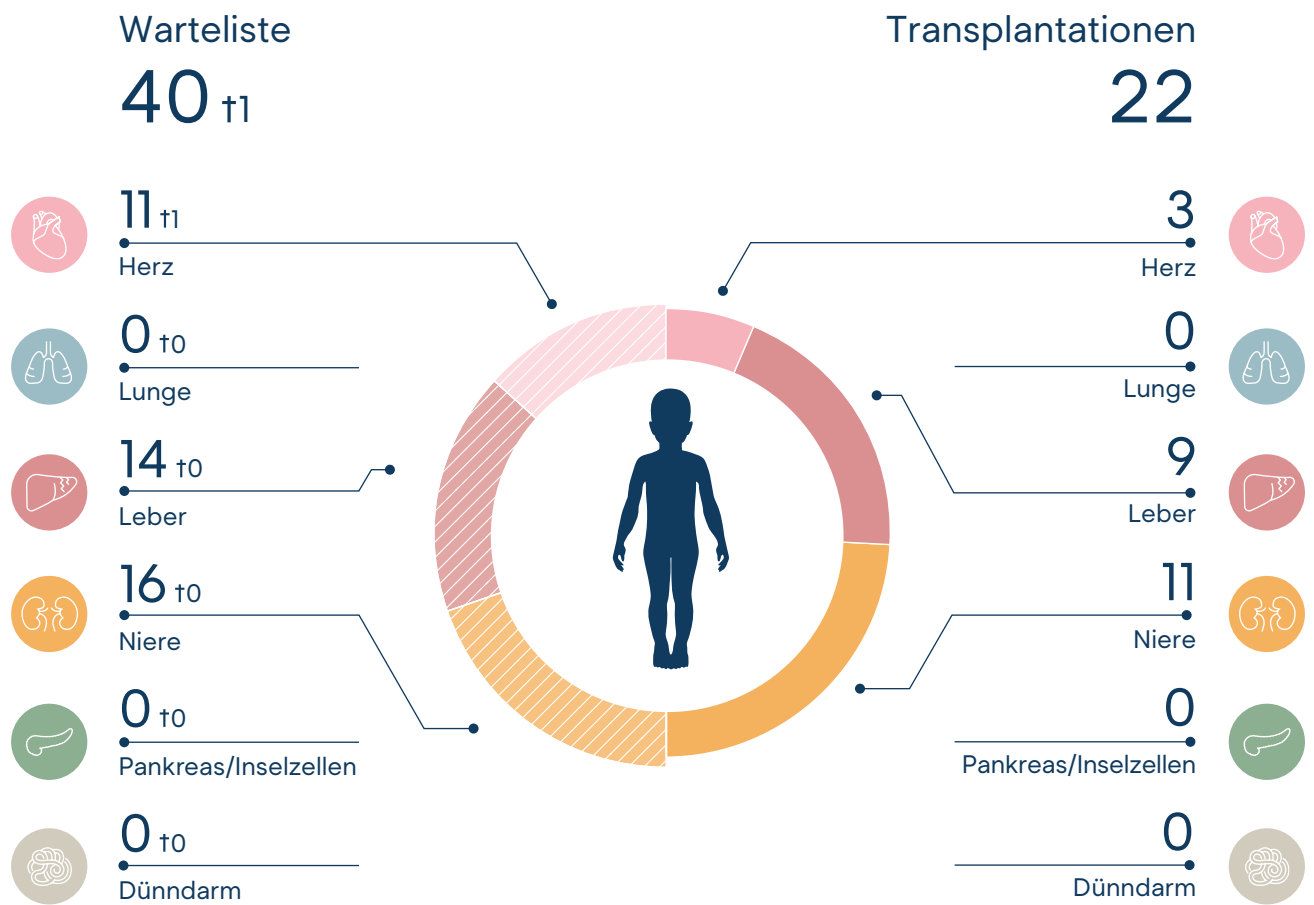 Warteliste
40 †1
11 †1
Herz
0 †0
Lunge
14 †0
Leber
16 †0
Niere
0 †0
Pankreas/Inselzellen
0 †0
Dünndarm
Transplantationen
22
3
Herz
0
Lunge
9
Leber
11
Niere
0
Pankreas/Inselzellen
0
Dünndarm